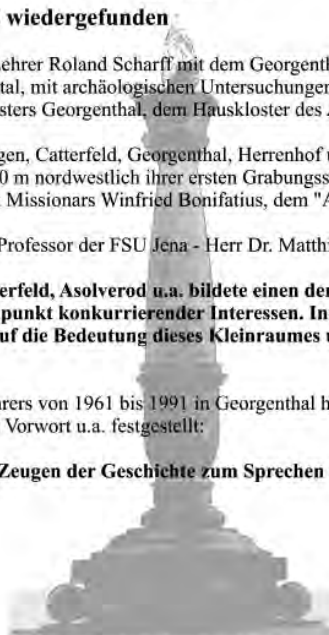 wiedergefunden
ehrer Roland Scharff mit dem Georgenth
tal, mit archäologischen Untersuchungen
sters Georgenthal, dem Hauskloster des A
gen, Catterfeld, Georgenthal, Herrenhof u
0 m nordwestlich ihrer ersten Grabungss
Missionars Winfried Bonifatius, dem "A
Professor der FSU Jena - Herr Dr. Matthi
erfeld, Asolverod u.a. bildete einen der
punkt konkurrierender Interessen. In
uf die Bedeutung dieses Kleinraumes u
rers von 1961 bis 1991 in Georgenthal h
Vorwort u.a. festgestellt:
Zeugen der Geschichte zum Sprechen